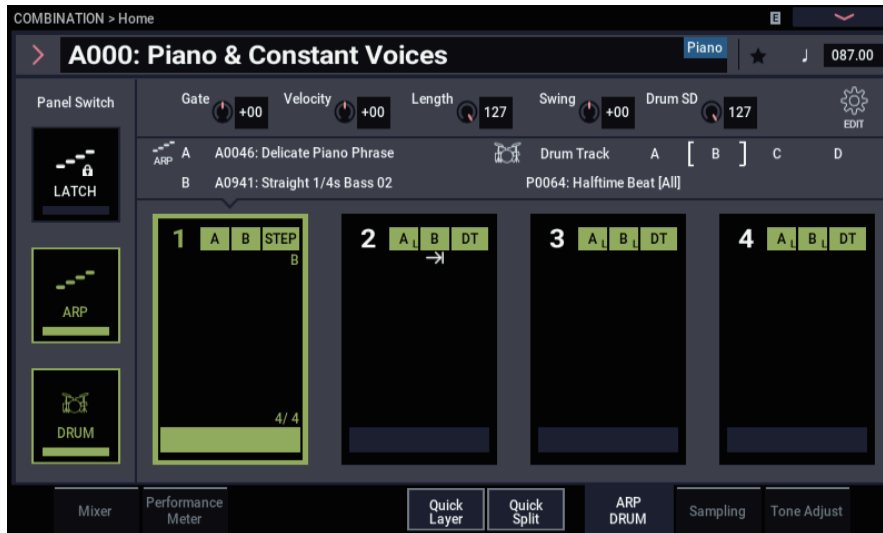 COMBINATION > Home
E
A000: Piano & Constant Voices
Piano
♩ 087.00
Panel Switch
Gate +00 Velocity +00 Length 127 Swing +00 Drum SD 127
EDIT
ARP A A0046: Delicate Piano Phrase
Drum Track A [ B ] C D
B A0941: Straight 1/4s Bass 02
P0064: Halftime Beat [All]
LATCH
ARP
DRUM
1 A B STEP
B
4/ 4
2 A L B DT
3 A L B L DT
4 A L B L DT
Mixer
Performance
Meter
Quick
Layer
Quick
Split
ARP
DRUM
Sampling
Tone Adjust